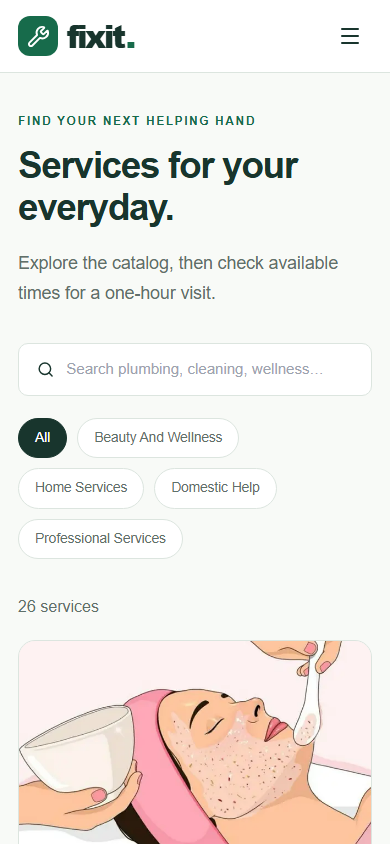 fixit.
FIND YOUR NEXT HELPING HAND
Services for your
everyday.
Explore the catalog, then check available
times for a one-hour visit.
Search plumbing, cleaning, wellness...
All
Beauty And Wellness
Home Services
Domestic Help
Professional Services
26 services